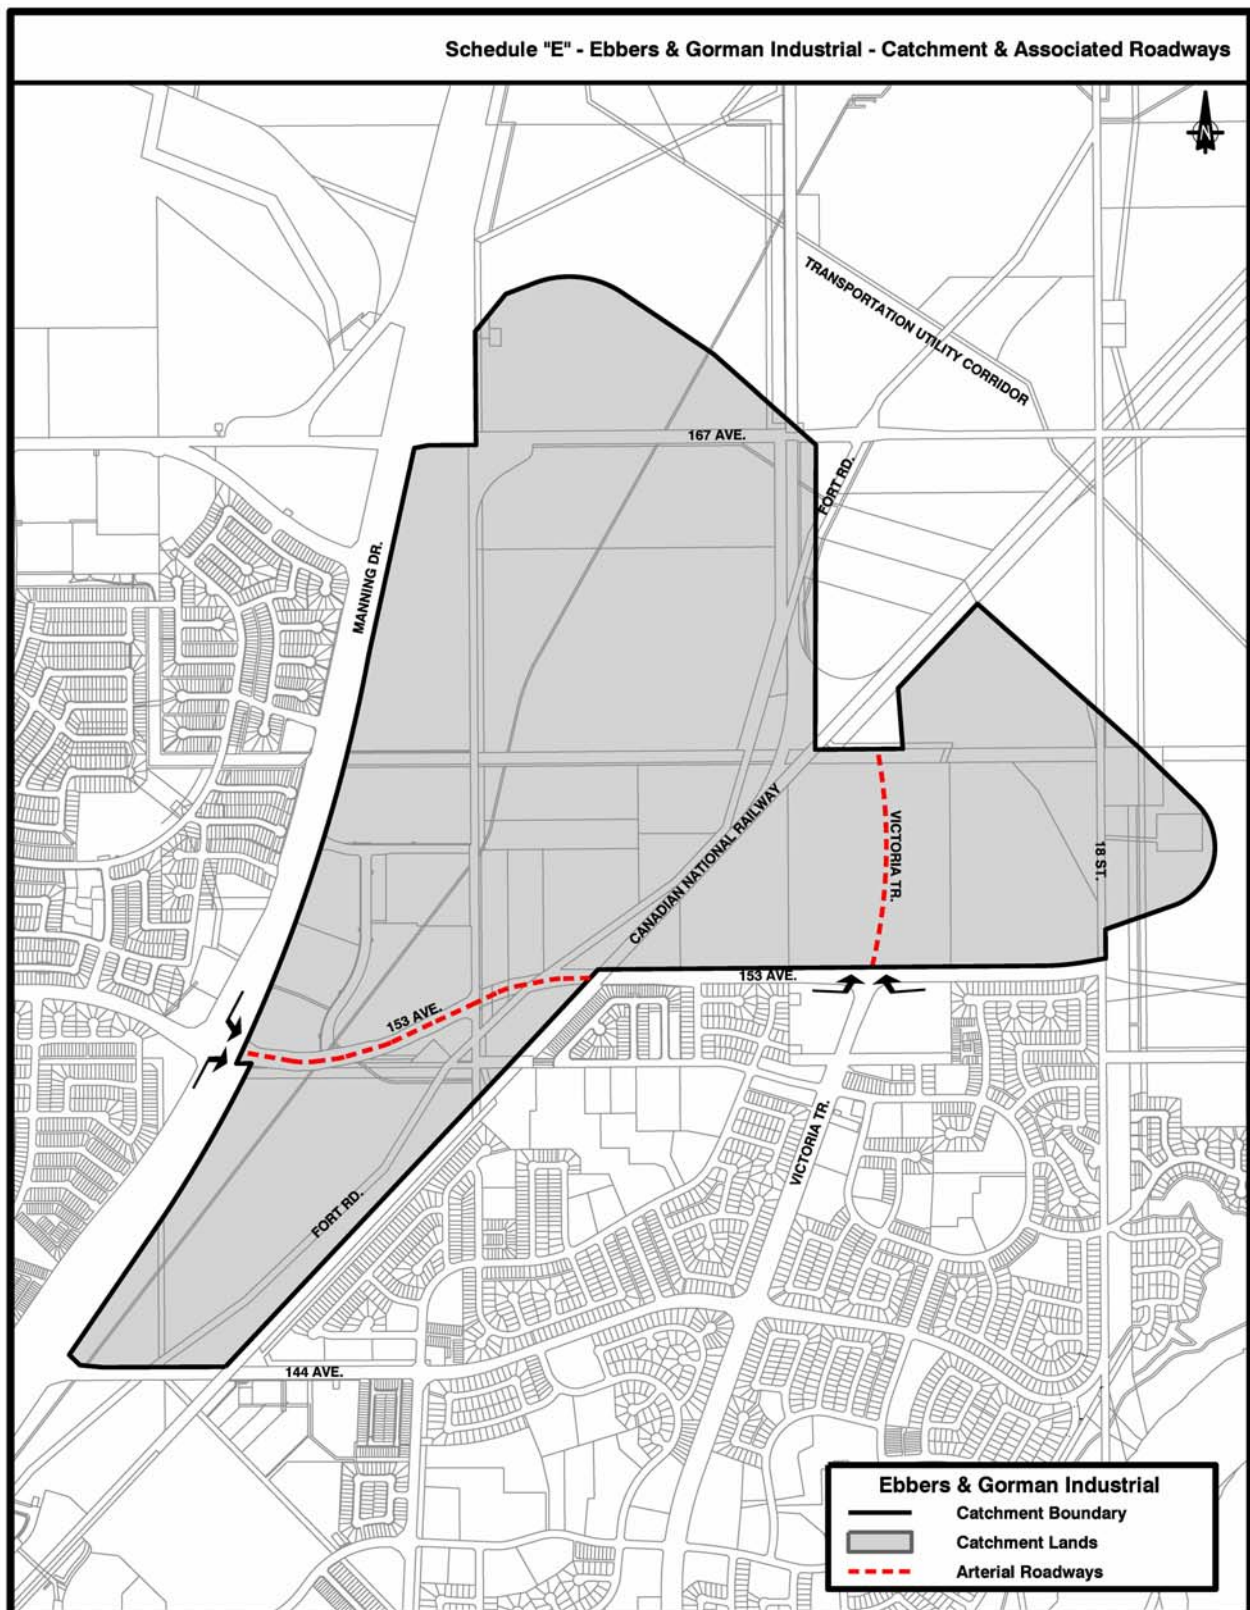 Schedule "E" - Ebbers & Gorman Industrial - Catchment & Associated Roadways
N
TRANSPORTATION UTILITY CORRIDOR
167 AVE.
FORT RD.
MANNING DR.
CANADIAN NATIONAL RAILWAY
VICTORIA TR.
18 ST.
153 AVE.
153 AVE.
VICTORIA TR.
FORT RD.
144 AVE.
Ebbers & Gorman Industrial
Catchment Boundary
Catchment Lands
Arterial Roadways